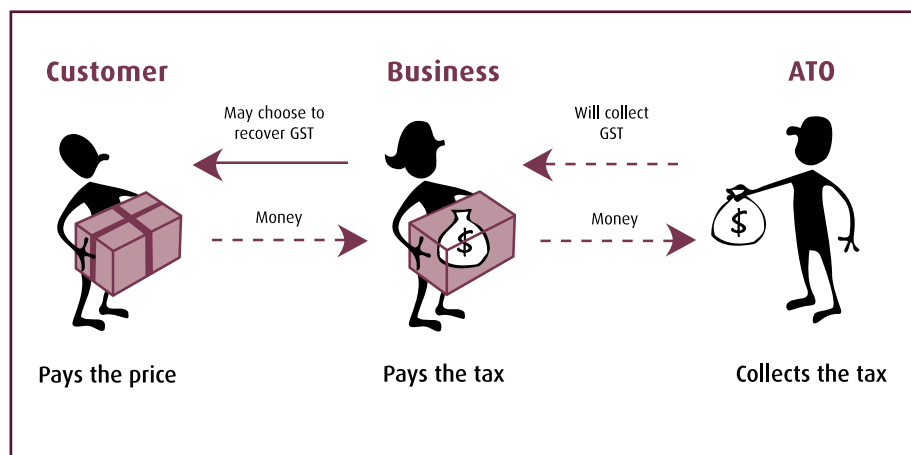 Customer
Business
ATO
May choose to
recover GST
Will collect
GST
Money
Money
$
$
Pays the price
Pays the tax
Collects the tax